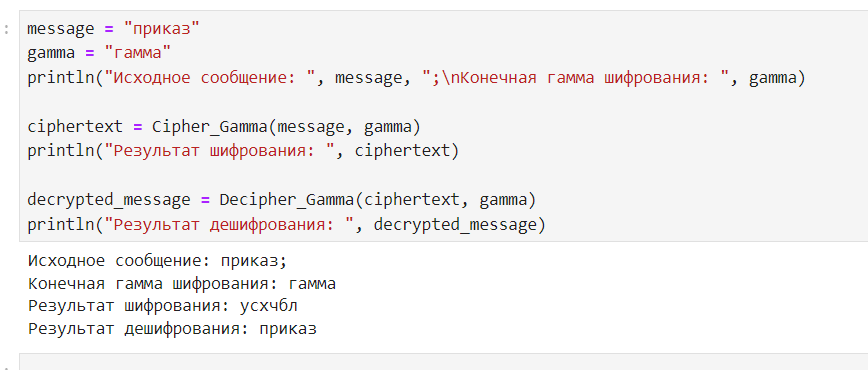 message = "приказ"
gamma = "гамма"
println("Исходное сообщение: ", message, ";\nКонечная гамма шифрования: ", gamma)
ciphertext = Cipher_Gamma(message, gamma)
println("Результат шифрования: ", ciphertext)
decrypted_message = Decipher_Gamma(ciphertext, gamma)
println("Результат дешифрования: ", decrypted_message)
Исходное сообщение: приказ;
Конечная гамма шифрования: гамма
Результат шифрования: усхчбл
Результат дешифрования: приказ